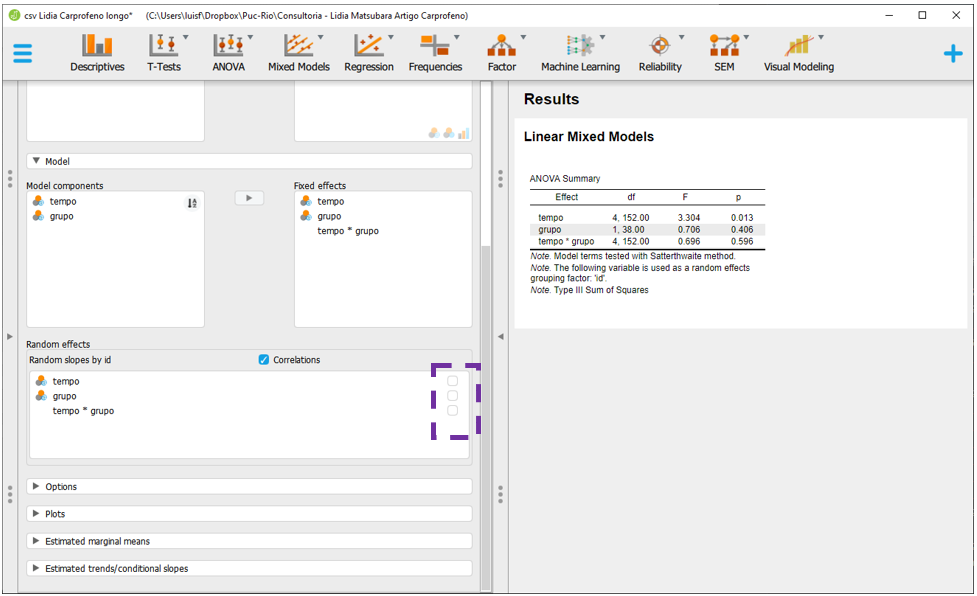 csv Lidia Carprofeno longo* (C:\Users\luisf\Dropbox\Puc-Rio\Consultoria - Lidia Matsubara Artigo Carprofeno)
Descriptives T-Tests ANOVA Mixed Models Regression Frequencies Factor Machine Learning Reliability SEM Visual Modeling
Model
Model components
tempo
grupo
Fixed effects
tempo
grupo
tempo * grupo
Random effects
Random slopes by id Correlations
tempo
grupo
tempo * grupo
Options
Plots
Estimated marginal means
Estimated trends/conditional slopes
Results
Linear Mixed Models
ANOVA Summary
Effect df F p
tempo 4, 152.00 3.304 0.013
grupo 1, 38.00 0.706 0.406
tempo * grupo 4, 152.00 0.696 0.596
Note. Model terms tested with Satterthwaite method.
Note. The following variable is used as a random effects
grouping factor: 'id'.
Note. Type III Sum of Squares